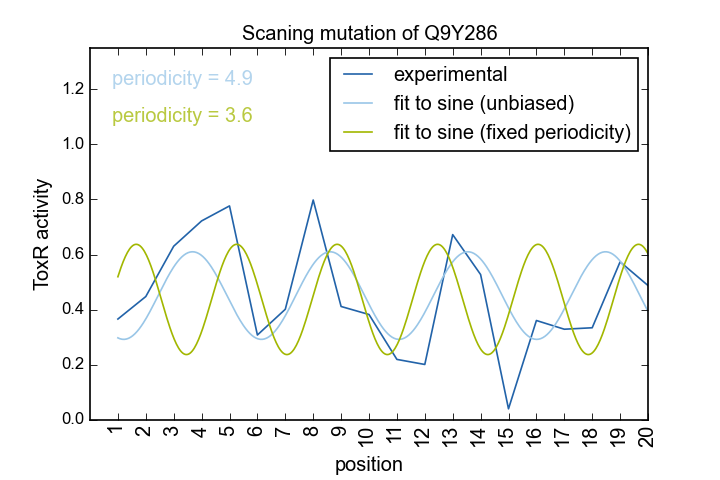 Scaning mutation of Q9Y286
periodicity = 4.9
periodicity = 3.6
experimental
fit to sine (unbiased)
fit to sine (fixed periodicity)
ToxR activity
1.2
1.0
0.8
0.6
0.4
0.2
0.0
1 2 3 4 5 6 7 8 9 10 11 12 13 14 15 16 17 18 19 20
position